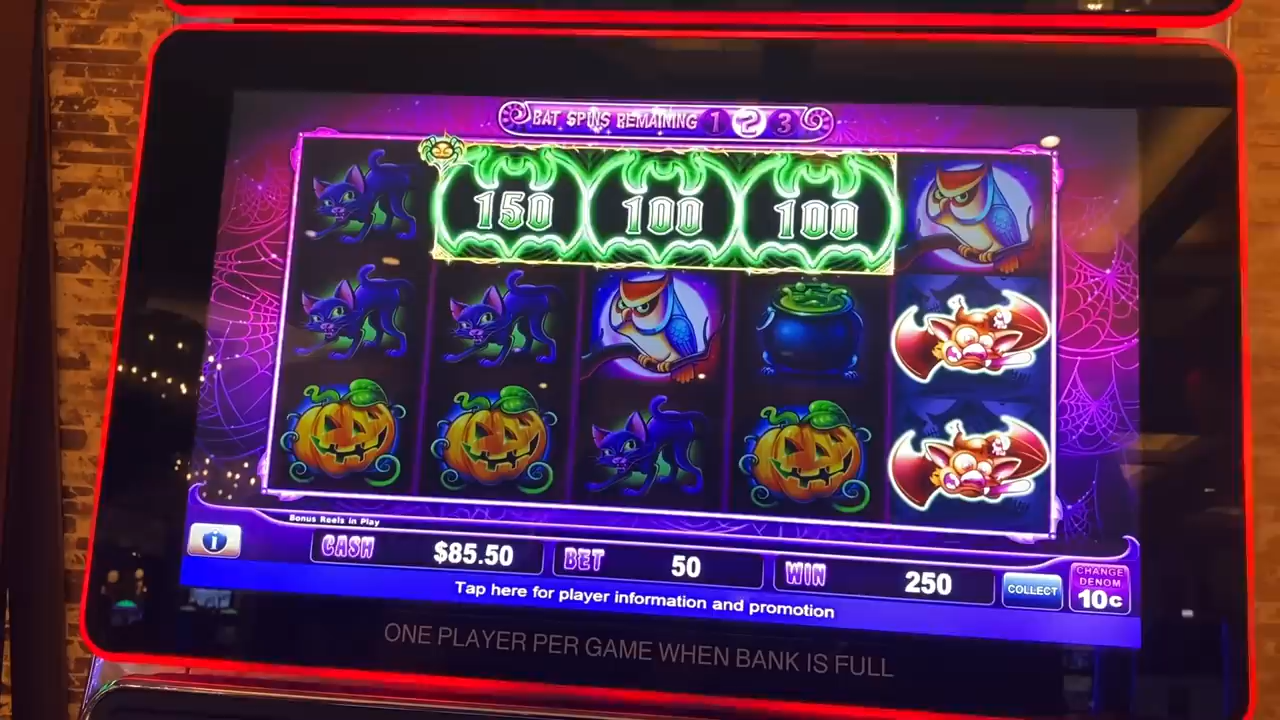 BAT SPINS REMAINING 1 2 3
150 100 100
Bonus Reels in Play
i CASH $85.50 BET 50 WIN 250 COLLECT
CHANGE
DENOM
10¢
Tap here for player information and promotion
ONE PLAYER PER GAME WHEN BANK IS FULL